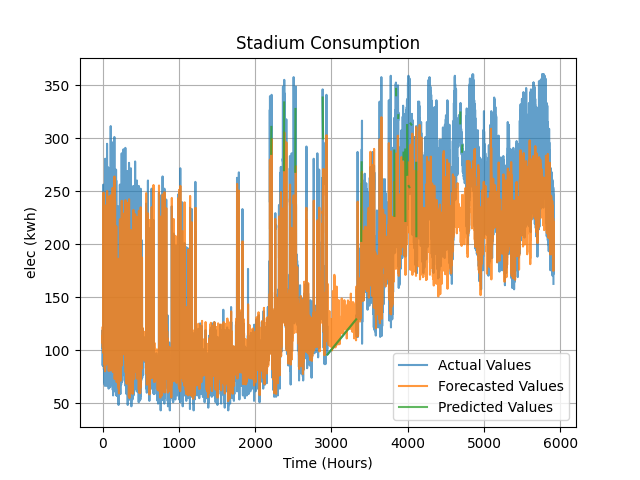 Stadium Consumption
elec (kwh)
350
300
250
200
150
100
50
0
1000
2000
3000
4000
5000
6000
Time (Hours)
Actual Values
Forecasted Values
Predicted Values